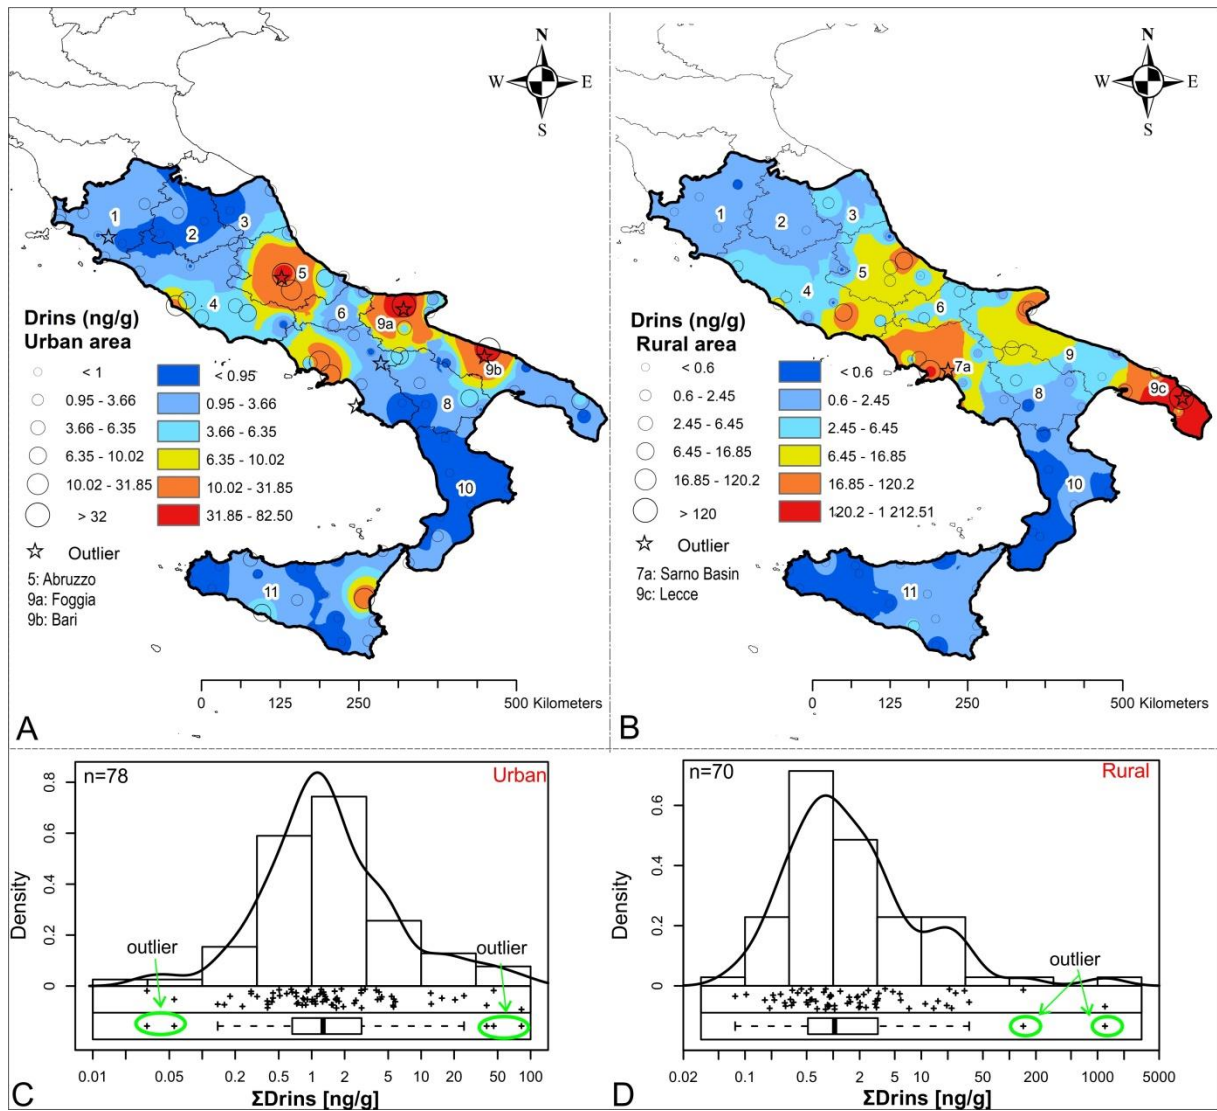 N
W E
S
1
2
3
4
5
6
9a
9b
8
10
11
Drins (ng/g)
Urban area
< 1
0.95 - 3.66
3.66 - 6.35
6.35 - 10.02
10.02 - 31.85
> 32
Outlier
< 0.95
0.95 - 3.66
3.66 - 6.35
6.35 - 10.02
10.02 - 31.85
31.85 - 82.50
5: Abruzzo
9a: Foggia
9b: Bari
0 125 250 500 Kilometers
A
N
W E
S
1
2
3
4
5
6
7a
9
9c
8
10
11
Drins (ng/g)
Rural area
< 0.6
0.6 - 2.45
2.45 - 6.45
6.45 - 16.85
16.85 - 120.2
> 120
Outlier
< 0.6
0.6 - 2.45
2.45 - 6.45
6.45 - 16.85
16.85 - 120.2
120.2 - 1 212.51
7a: Sarno Basin
9c: Lecce
0 125 250 500 Kilometers
B
n=78
Urban
0.8
0.6
0.4
0.2
0
Density
outlier
outlier
0.01 0.05 0.2 0.5 1 2 5 10 20 50 100
C
ΣDrins [ng/g]
n=70
Rural
0.6
0.4
0.2
0
Density
outlier
0.02 0.1 0.5 2 5 10 50 200 1000 5000
D
ΣDrins [ng/g]